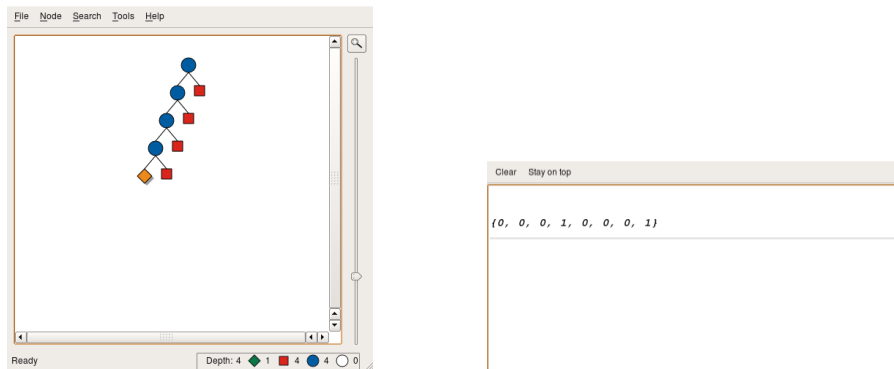 File Node Search Tools Help
Ready Depth: 4 1 4 4 0
Clear Stay on top
{0, 0, 0, 1, 0, 0, 0, 1}